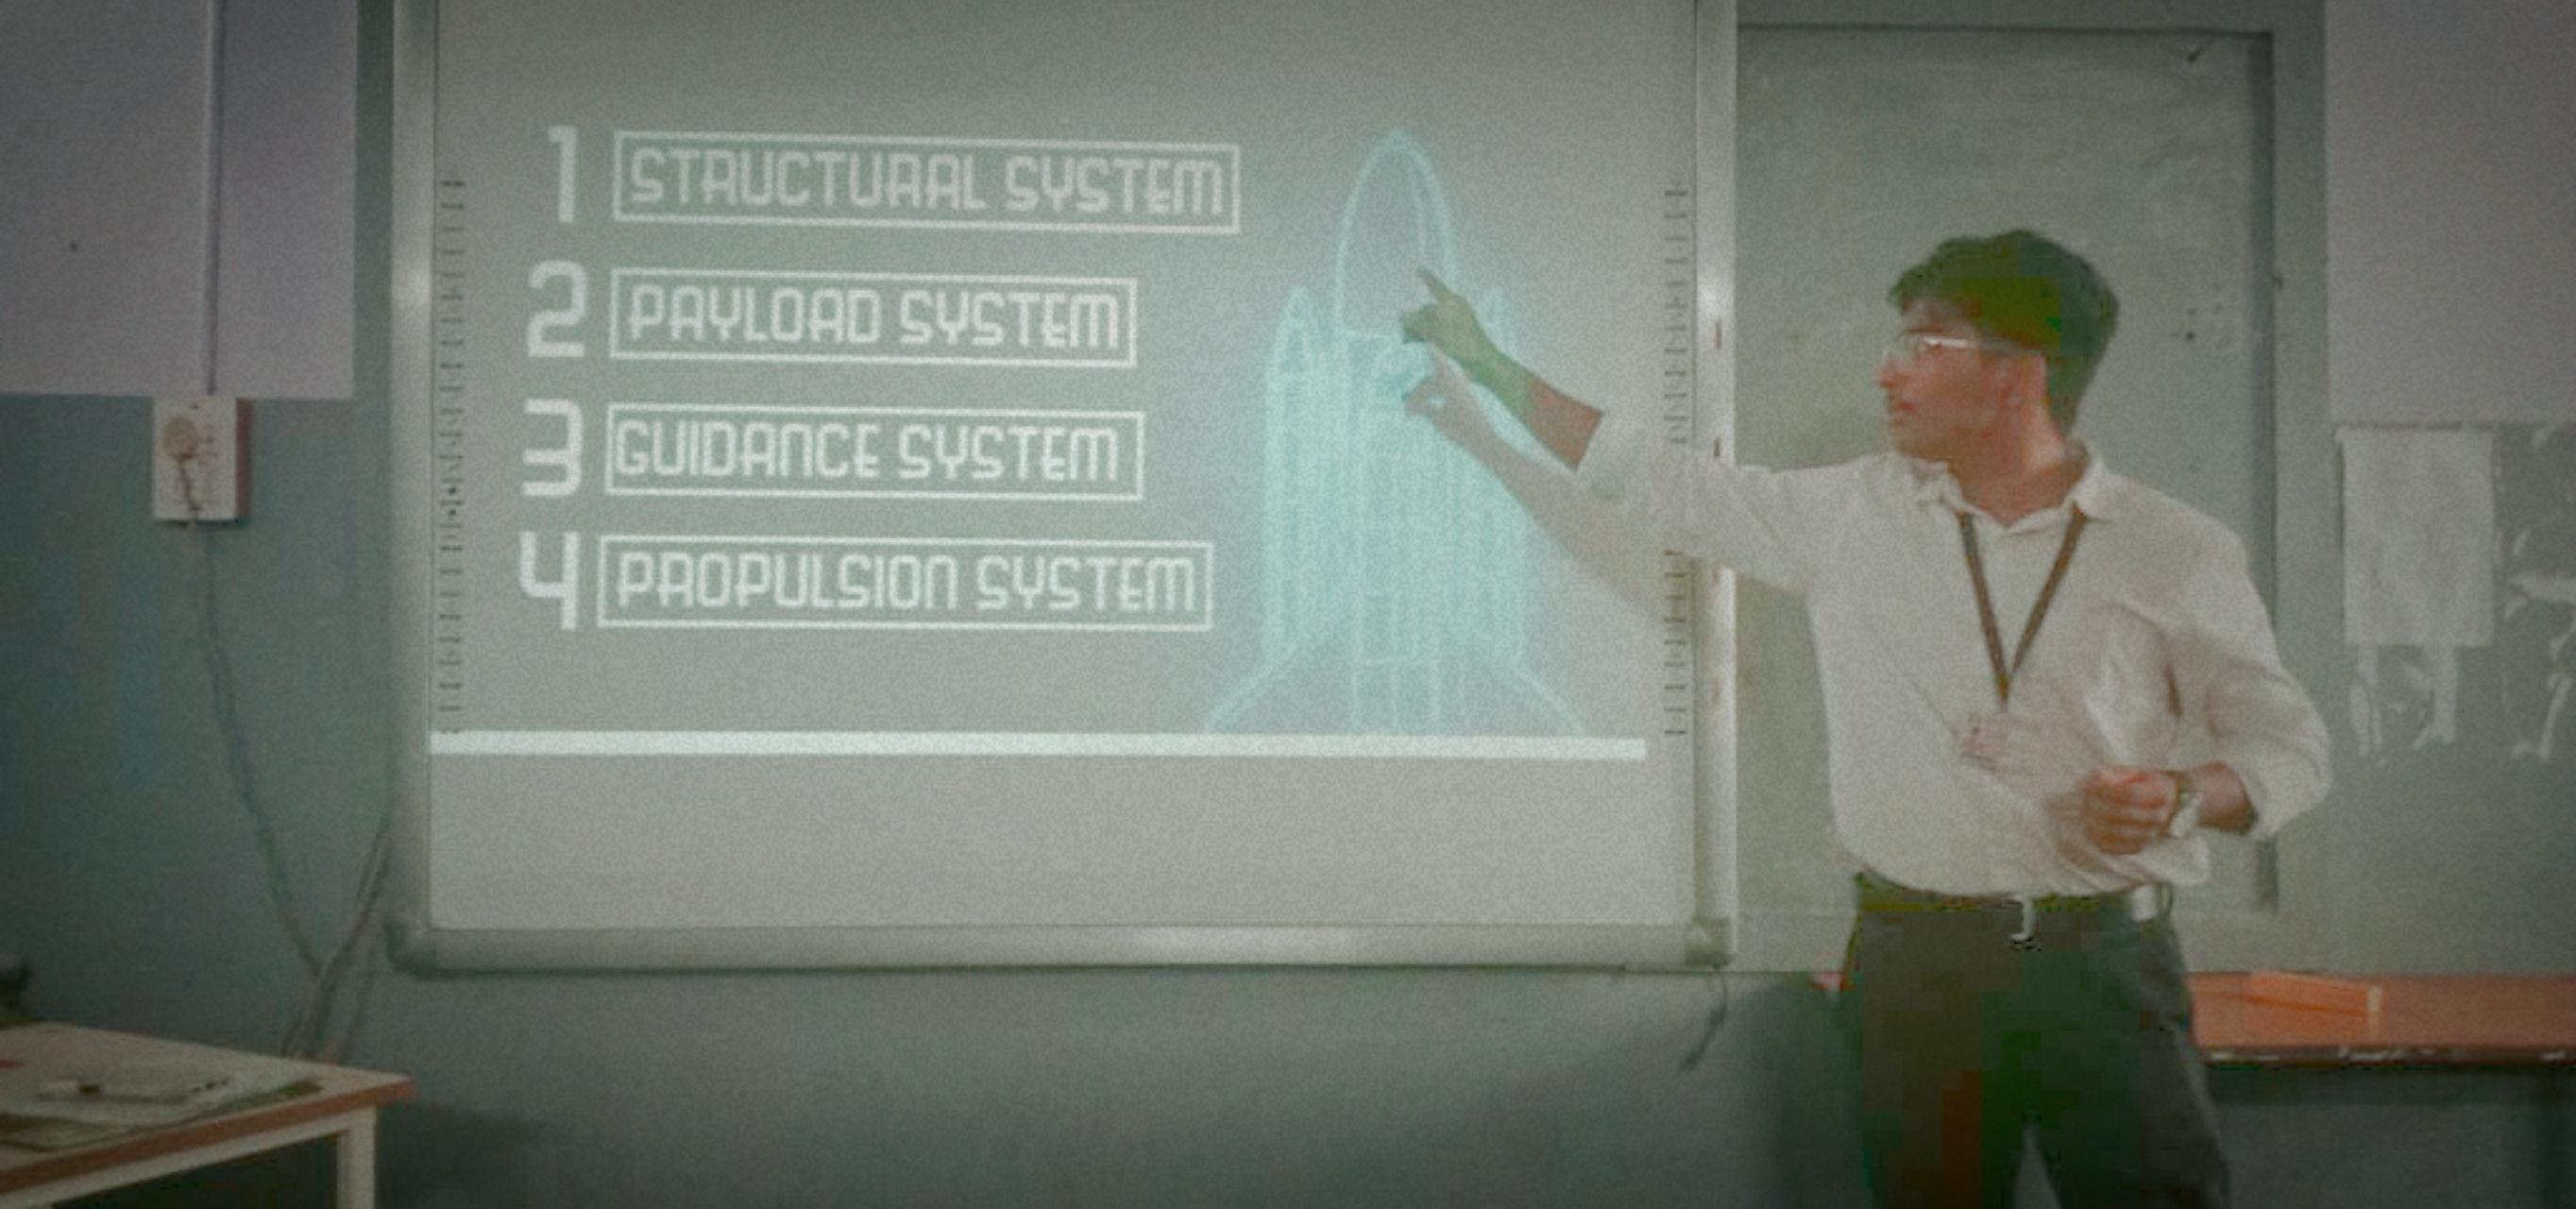 1 STRUCTURAL SYSTEM
2 PAYLOAD SYSTEM
3 GUIDANCE SYSTEM
4 PROPULSION SYSTEM